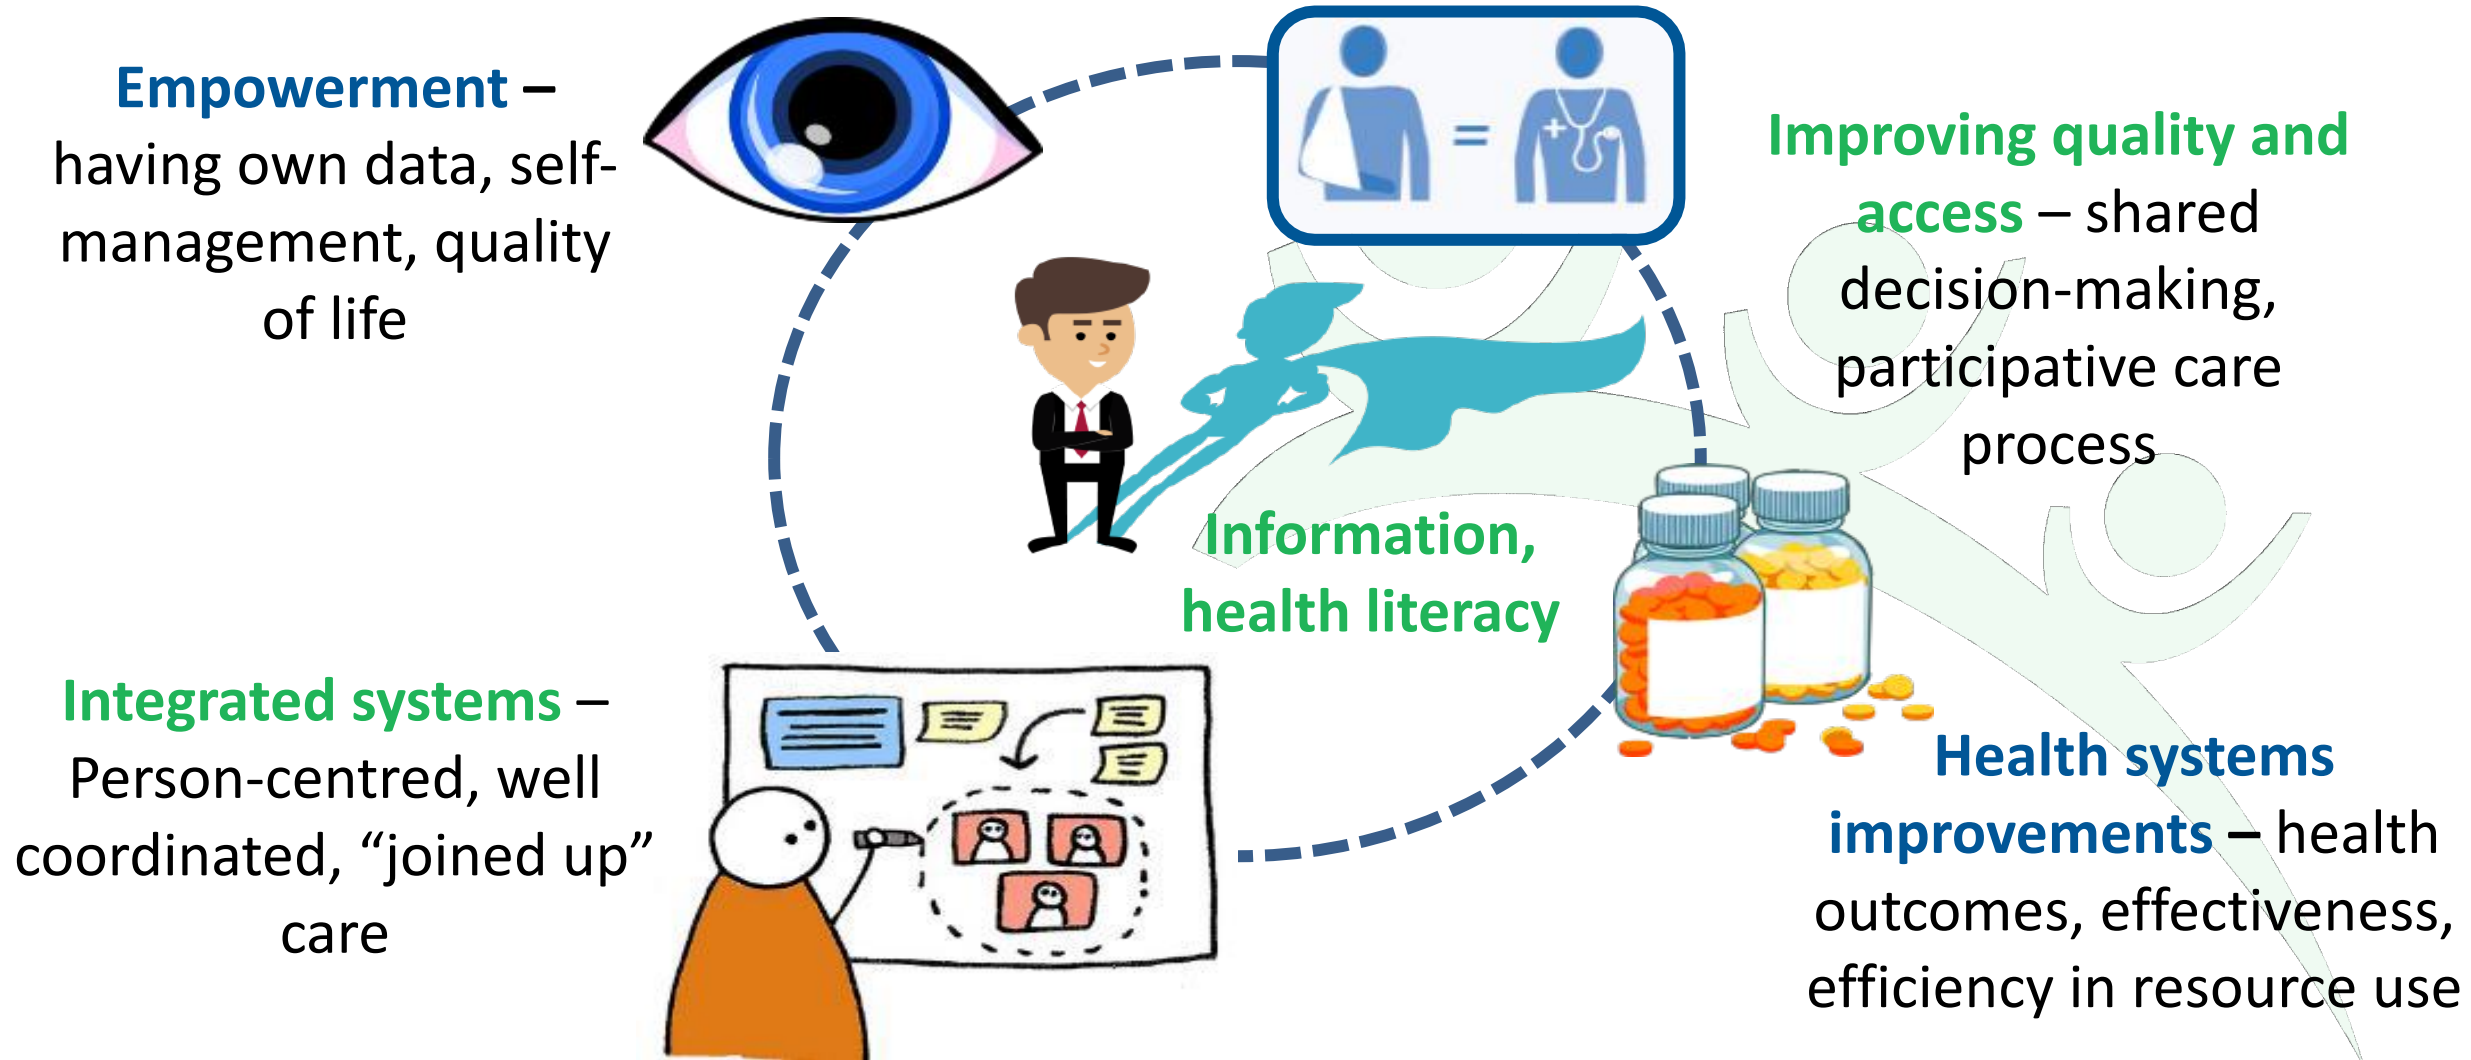 Empowerment –
having own data, self-
management, quality
of life
=
Improving quality and
access – shared
decision-making,
participative care
process
Information,
health literacy
Integrated systems –
Person-centred, well
coordinated, “joined up”
care
Health systems
improvements – health
outcomes, effectiveness,
efficiency in resource use